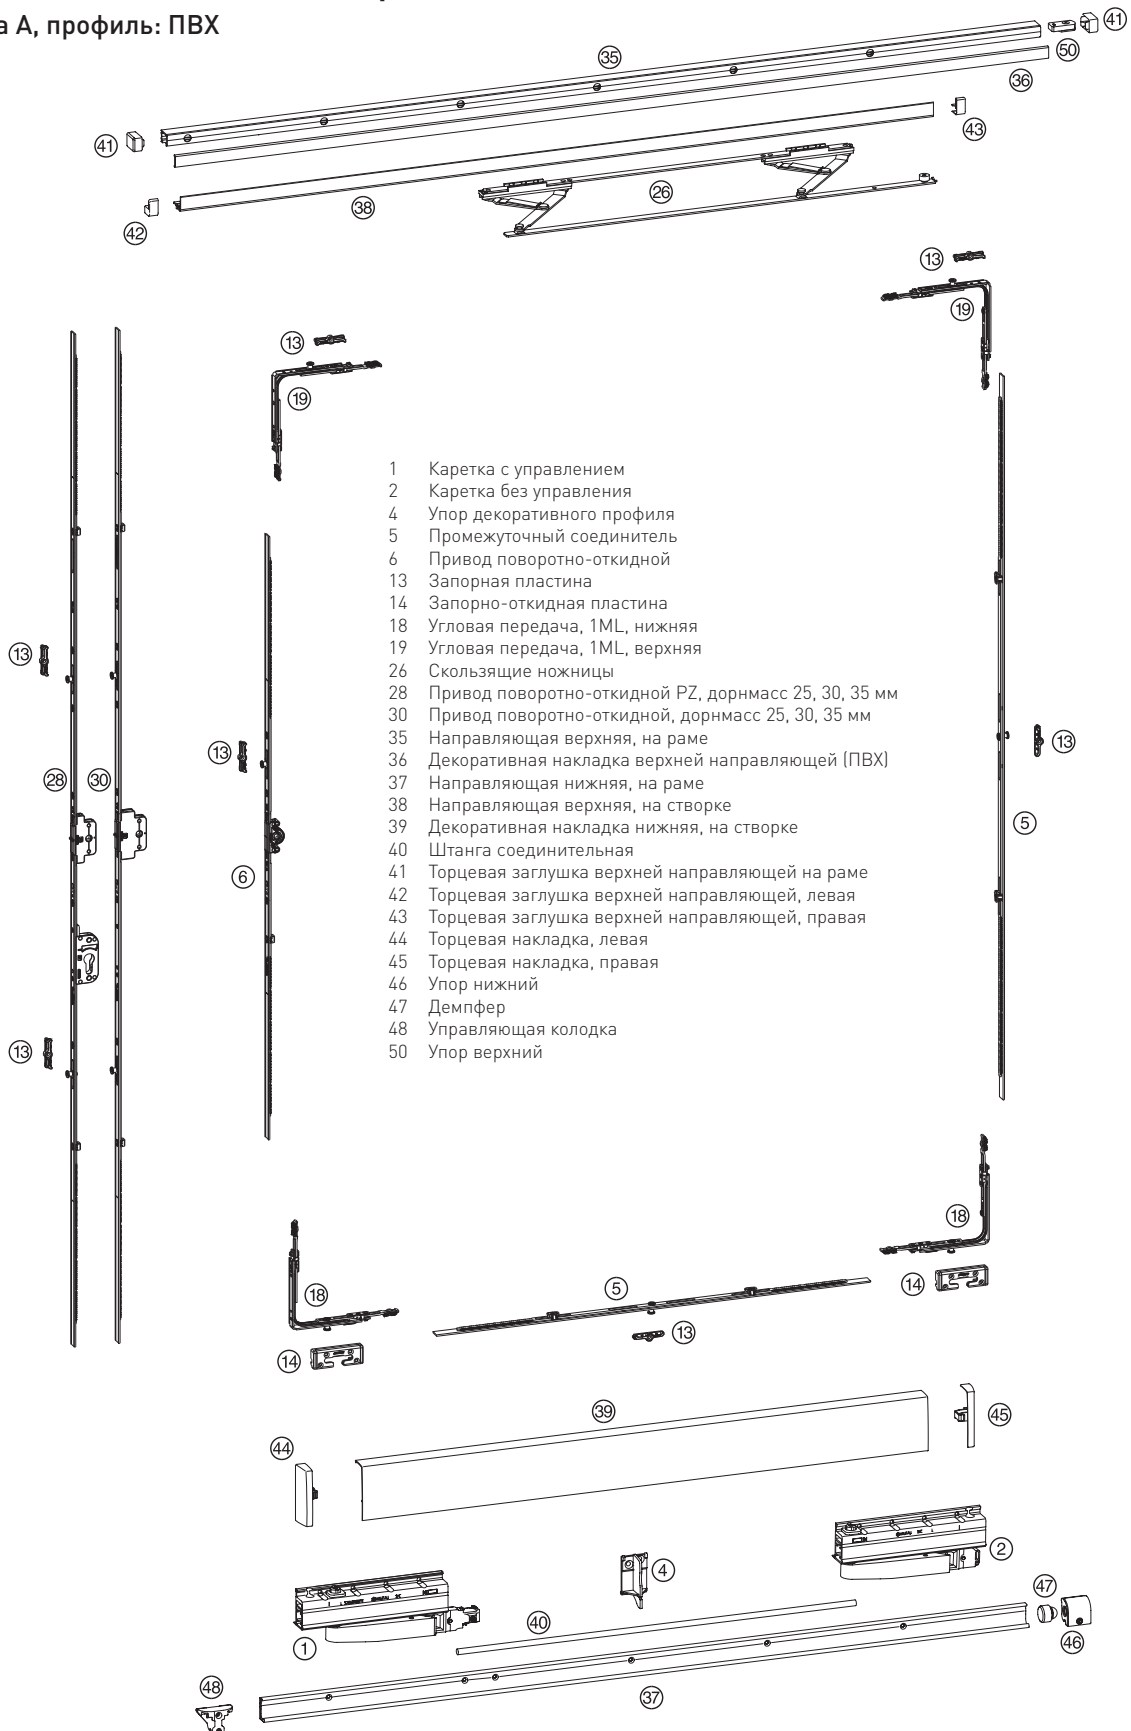 а А, профиль: ПВХ
41
50
35
36
41
43
38
26
42
13
19
13
19
1 Каретка с управлением
2 Каретка без управления
4 Упор декоративного профиля
5 Промежуточный соединитель
6 Привод поворотно-откидной
13 Запорная пластина
14 Запорно-откидная пластина
18 Угловая передача, 1ML, нижняя
19 Угловая передача, 1ML, верхняя
26 Скользящие ножницы
28 Привод поворотно-откидной PZ, дорнмасс 25, 30, 35 мм
30 Привод поворотно-откидной, дорнмасс 25, 30, 35 мм
35 Направляющая верхняя, на раме
36 Декоративная накладка верхней направляющей (ПВХ)
37 Направляющая нижняя, на раме
38 Направляющая верхняя, на створке
39 Декоративная накладка нижняя, на створке
40 Штанга соединительная
41 Торцевая заглушка верхней направляющей на раме
42 Торцевая заглушка верхней направляющей, левая
43 Торцевая заглушка верхней направляющей, правая
44 Торцевая накладка, левая
45 Торцевая накладка, правая
46 Упор нижний
47 Демпфер
48 Управляющая колодка
50 Упор верхний
13
13
13
28
30
5
6
13
18
14
5
18
13
14
39
45
44
2
4
47
40
1
46
48
37